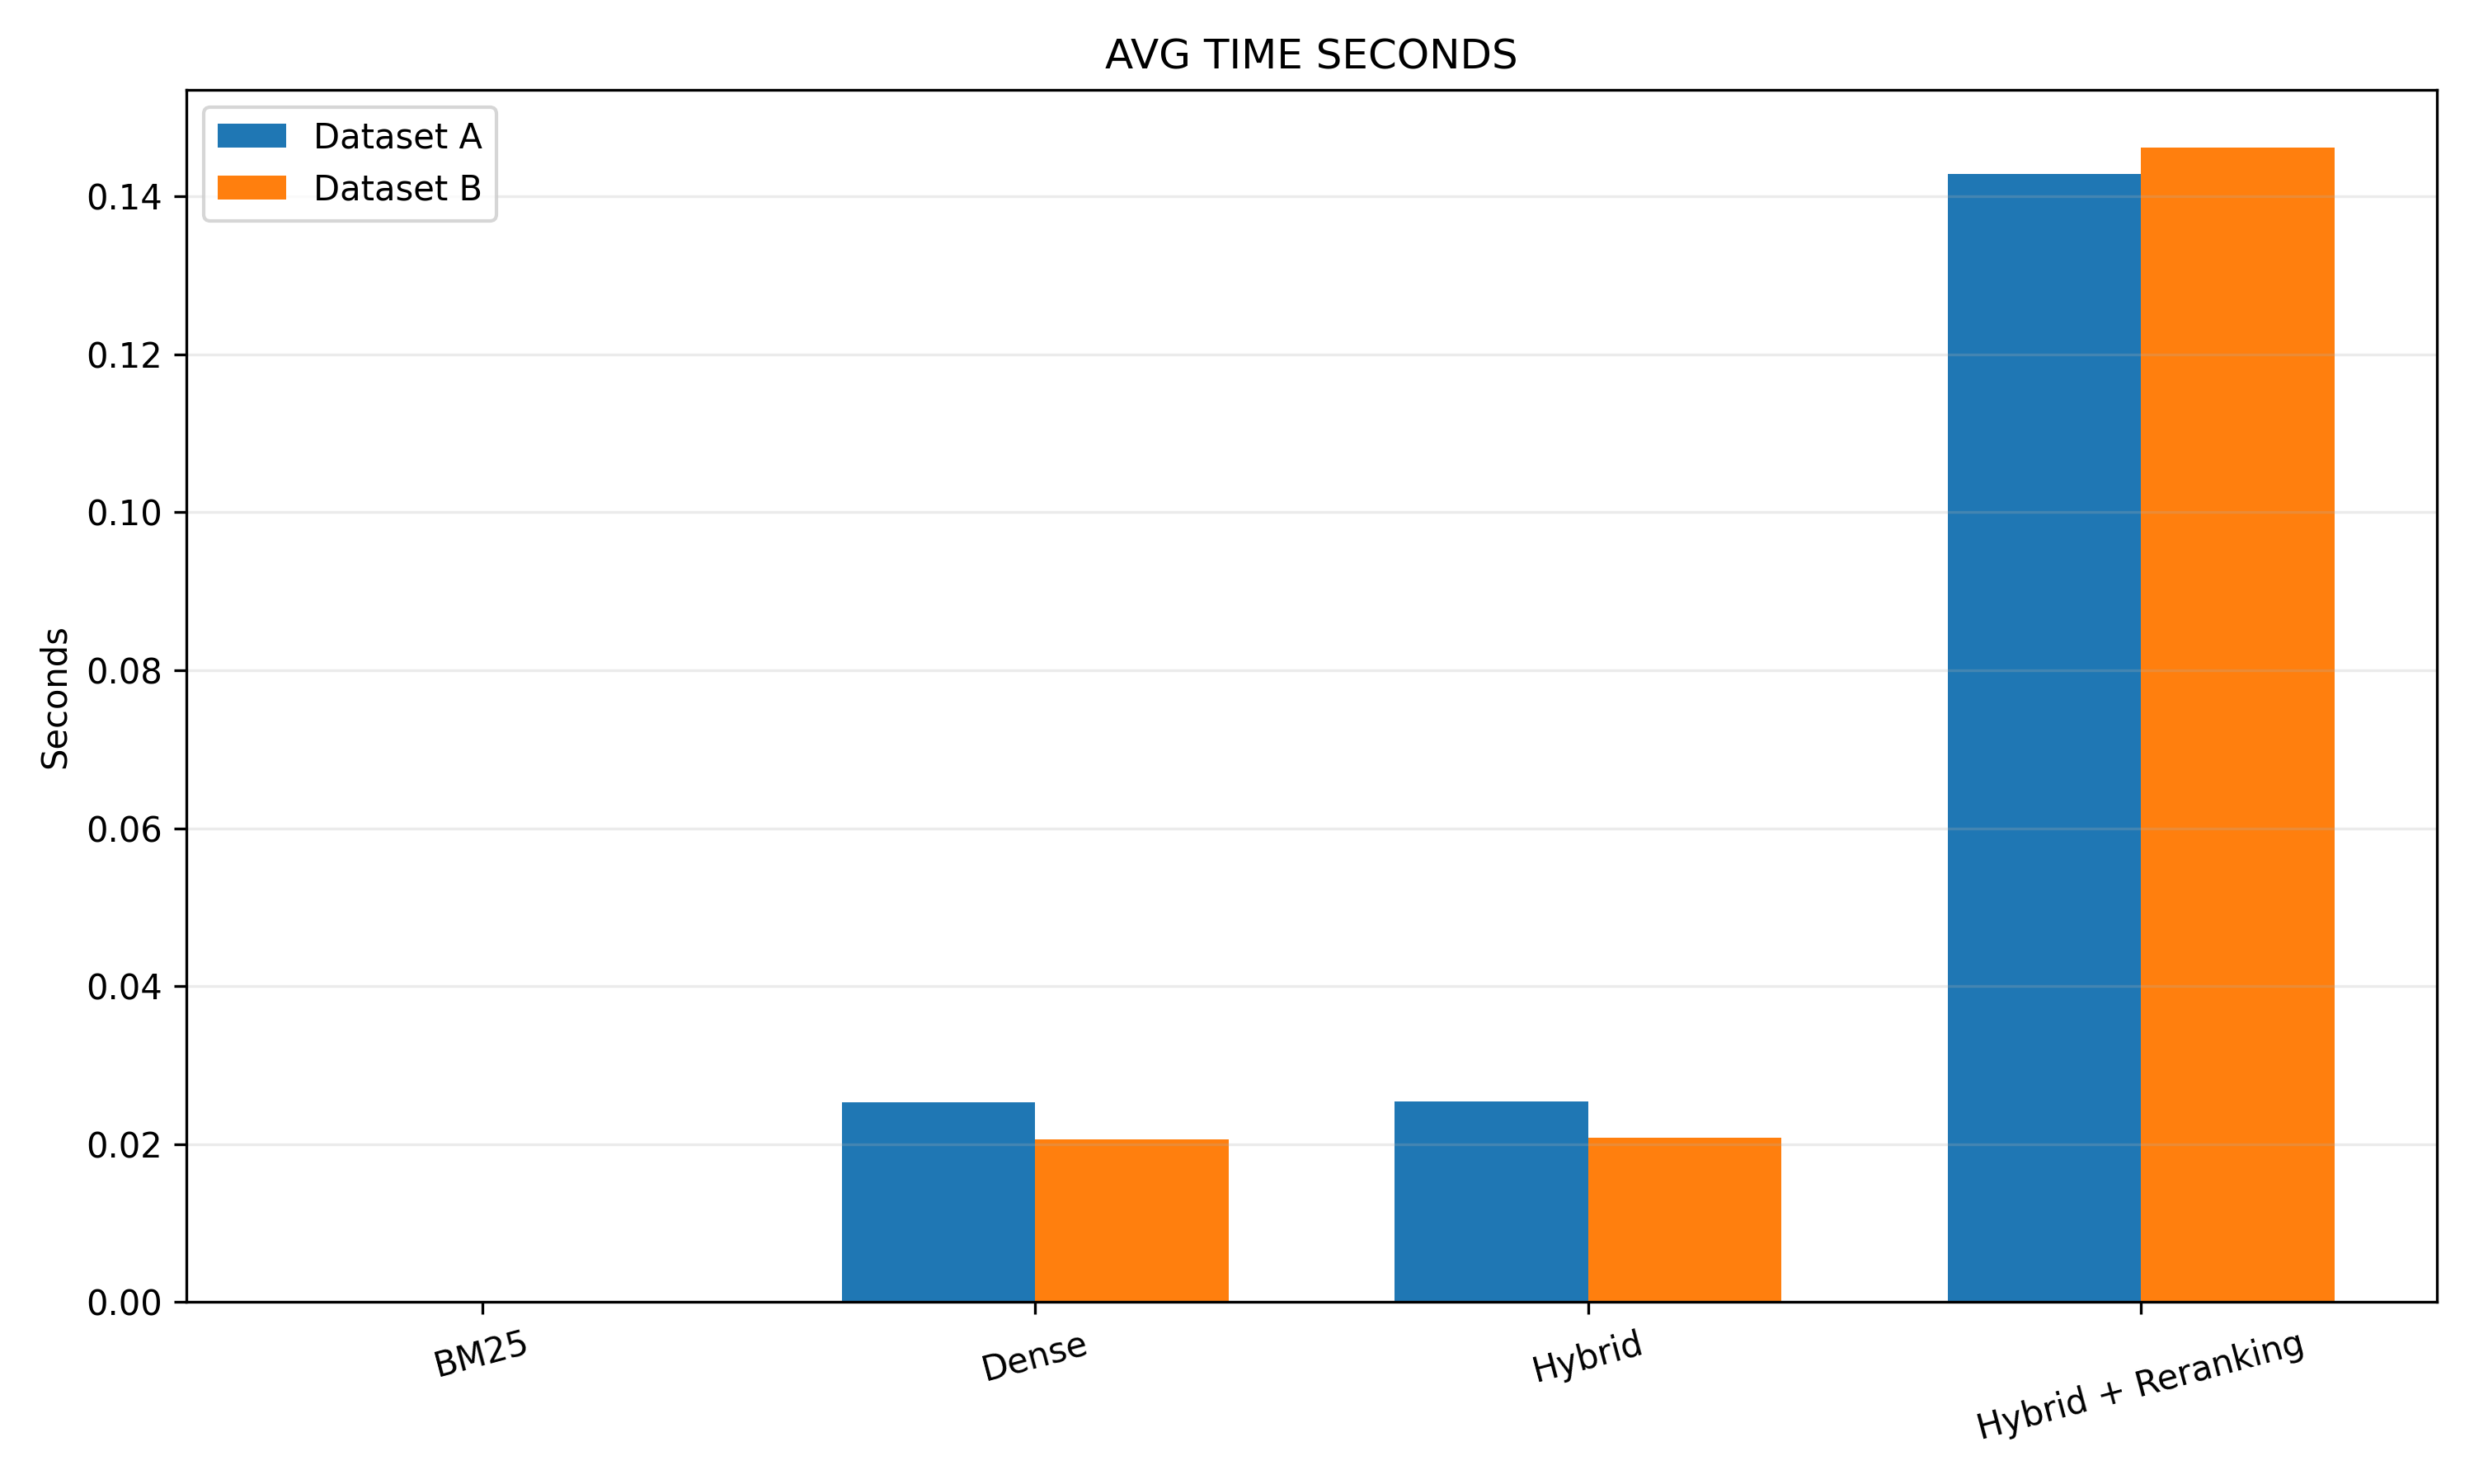 AVG TIME SECONDS
Dataset A
Dataset B
Seconds
0.14
0.12
0.10
0.08
0.06
0.04
0.02
0.00
BM25
Dense
Hybrid
Hybrid + Reranking